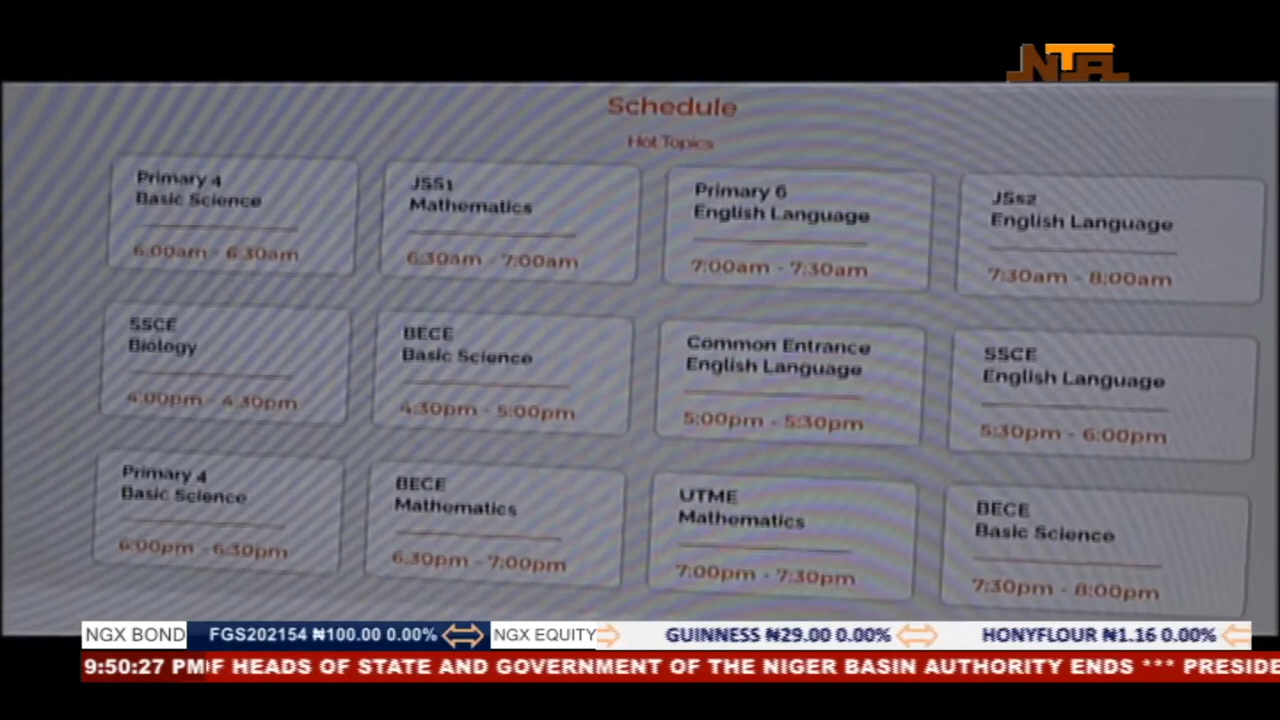 NTA
Schedule
Hot Topics
Primary 4
Basic Science
6:00am - 6:30am
JSS1
Mathematics
6:30am - 7:00am
Primary 6
English Language
7:00am - 7:30am
JSs2
English Language
7:30am - 8:00am
SSCE
Biology
4:00pm - 4:30pm
BECE
Basic Science
4:30pm - 5:00pm
Common Entrance
English Language
5:00pm - 5:30pm
SSCE
English Language
5:30pm - 6:00pm
Primary 4
Basic Science
6:00pm - 6:30pm
BECE
Mathematics
6:30pm - 7:00pm
UTME
Mathematics
7:00pm - 7:30pm
BECE
Basic Science
7:30pm - 8:00pm
NGX BOND FGS202154 ₦100.00 0.00% NGX EQUITY GUINNESS ₦29.00 0.00% HONYFLOUR ₦1.16 0.00%
9:50:27 PM F HEADS OF STATE AND GOVERNMENT OF THE NIGER BASIN AUTHORITY ENDS *** PRESIDE